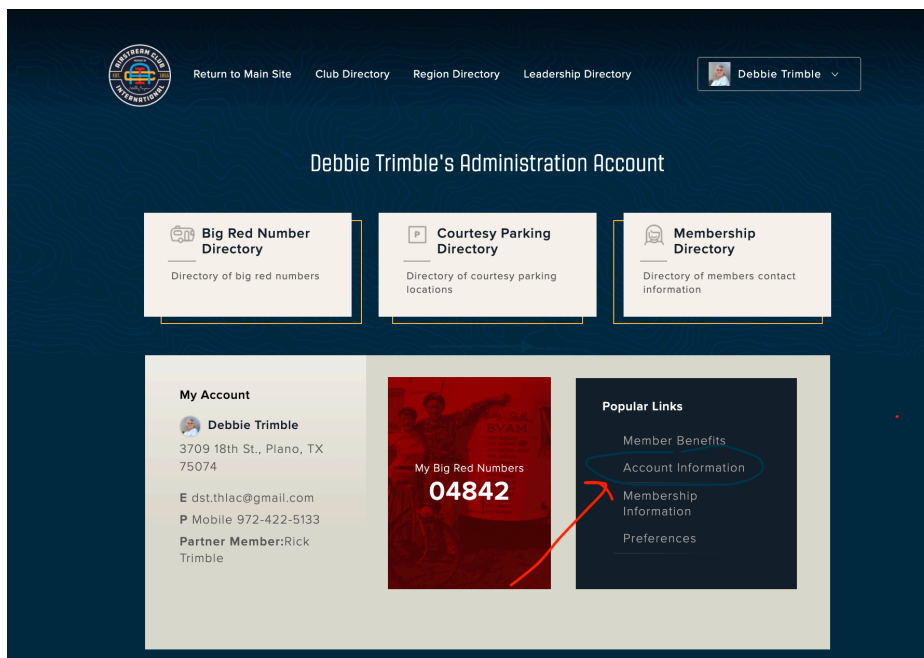 AIRSTREAM CLUB
INTERNATIONAL
Return to Main Site Club Directory Region Directory Leadership Directory Debbie Trimble
Debbie Trimble's Administration Account
Big Red Number
Directory
Directory of big red numbers
P Courtesy Parking
Directory
Directory of courtesy parking
locations
Membership
Directory
Directory of members contact
information
My Account
Debbie Trimble
3709 18th St., Plano, TX
75074
E dst.thlac@gmail.com
P Mobile 972-422-5133
Partner Member:Rick
Trimble
BYAM
My Big Red Numbers
04842
Popular Links
Member Benefits
Account Information
Membership
Information
Preferences